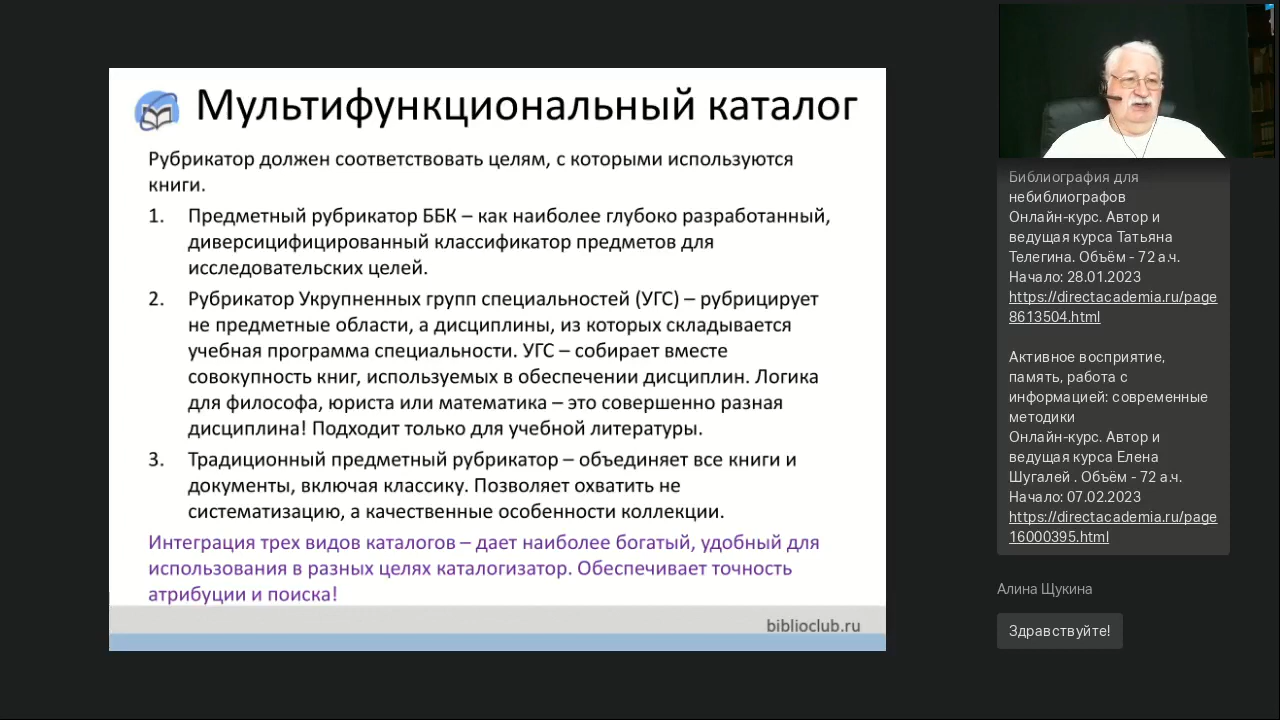 Мультифункциональный каталог
Рубрикатор должен соответствовать целям, с которыми используются
книги.
1. Предметный рубрикатор ББК – как наиболее глубоко разработанный,
диверсицифицированный классификатор предметов для
исследовательских целей.
2. Рубрикатор Укрупненных групп специальностей (УГС) – рубрицирует
не предметные области, а дисциплины, из которых складывается
учебная программа специальности. УГС – собирает вместе
совокупность книг, используемых в обеспечении дисциплин. Логика
для философа, юриста или математика – это совершенно разная
дисциплина! Подходит только для учебной литературы.
3. Традиционный предметный рубрикатор – объединяет все книги и
документы, включая классику. Позволяет охватить не
систематизацию, а качественные особенности коллекции.
Интеграция трех видов каталогов – дает наиболее богатый, удобный для
использования в разных целях каталогизатор. Обеспечивает точность
атрибуции и поиска!
biblioclub.ru
Библиография для
небиблиографов
Онлайн-курс. Автор и
ведущая курса Татьяна
Телегина. Объём - 72 а.ч.
Начало: 28.01.2023
https://directacademia.ru/page
8613504.html
Активное восприятие,
память, работа с
информацией: современные
методики
Онлайн-курс. Автор и
ведущая курса Елена
Шугалей . Объём - 72 а.ч.
Начало: 07.02.2023
https://directacademia.ru/page
16000395.html
Алина Щукина
Здравствуйте!